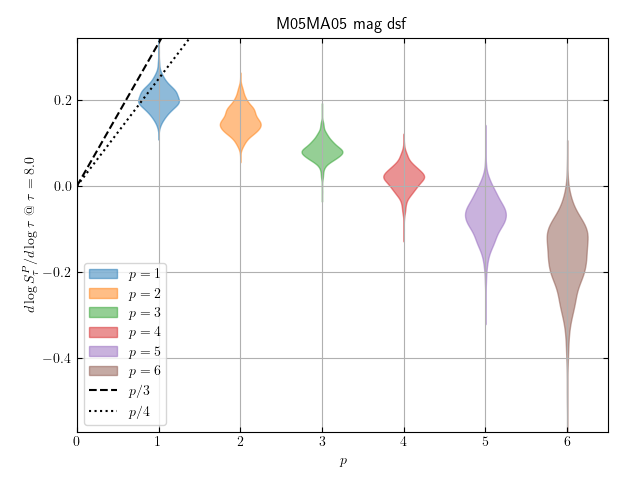 M05MA05 mag dsf
d log S_τ^P / d log τ @ τ = 8.0
0.2
0.0
−0.2
−0.4
p = 1
p = 2
p = 3
p = 4
p = 5
p = 6
p/3
p/4
0 1 2 3 4 5 6
p